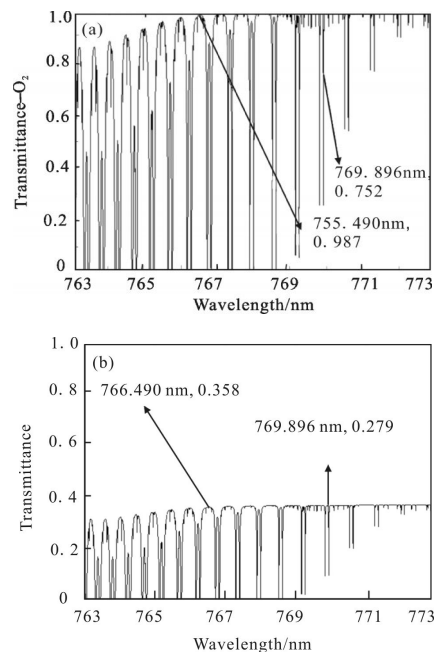 (a)
1.0
0.8
0.6
0.4
0.2
0
Transmittance–O₂
769. 896nm,
0. 752
755. 490nm,
0. 987
763 765 767 769 771 773
Wavelength/nm
(b)
1. 0
0. 8
0. 6
0. 4
0. 2
0
Transmittance
766.490 nm, 0.358
769.896 nm, 0.279
763 765 767 769 771 773
Wavelength/nm